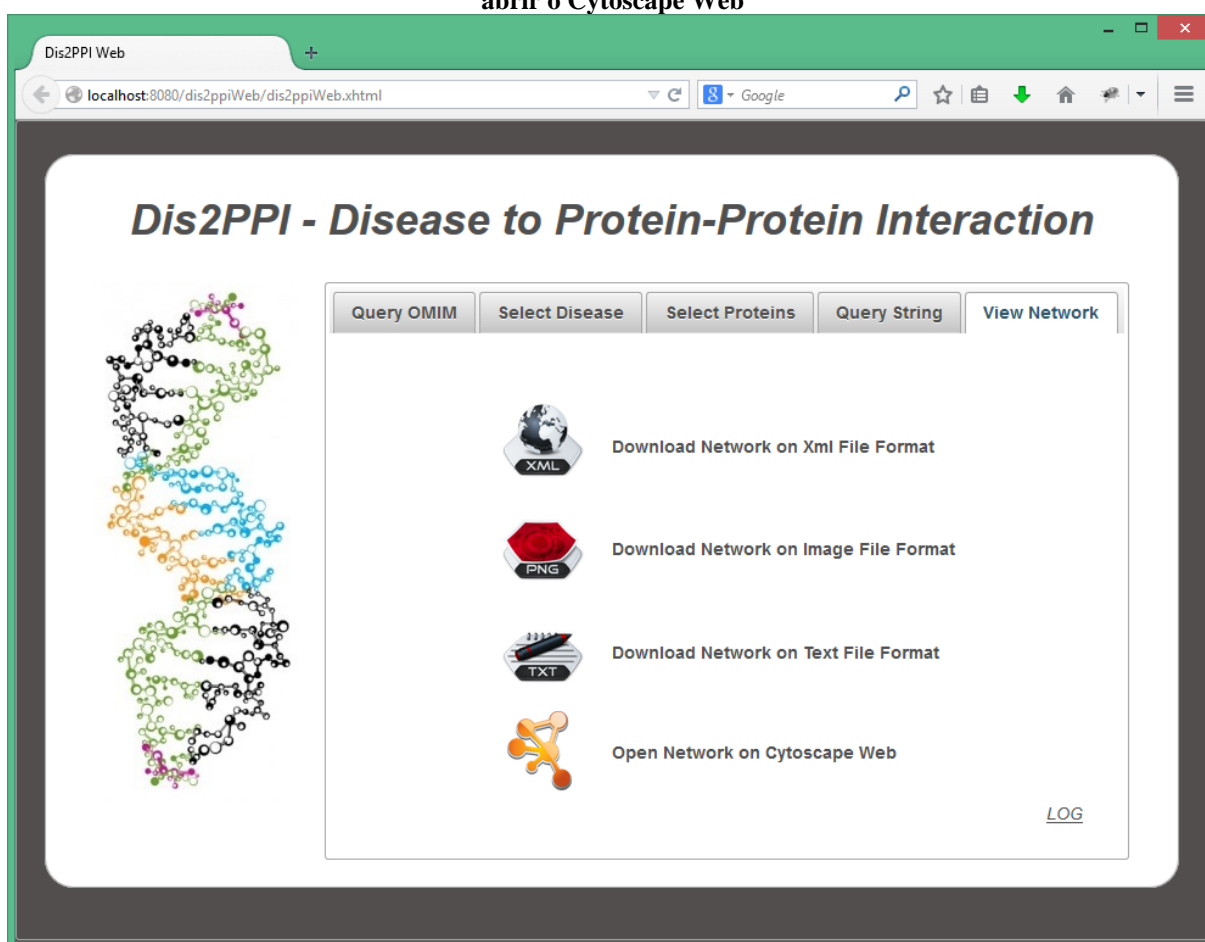 abrir o Cytoscape Web
Dis2PPI Web
localhost:8080/dis2ppiWeb/dis2ppiWeb.xhtml
8 Google
Dis2PPI - Disease to Protein-Protein Interaction
Query OMIM Select Disease Select Proteins Query String View Network
XML Download Network on Xml File Format
PNG Download Network on Image File Format
TXT Download Network on Text File Format
Open Network on Cytoscape Web
LOG